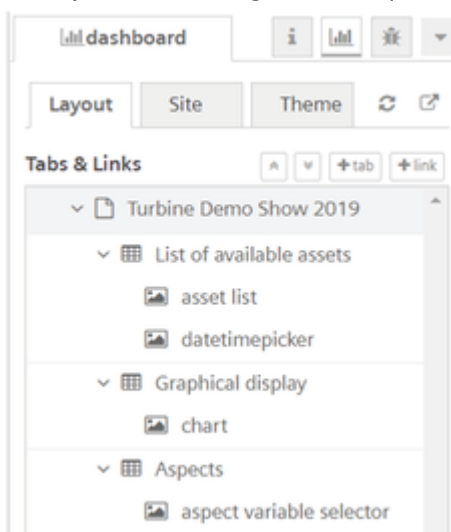 dashboard
Layout Site Theme
Tabs & Links +tab +link
Turbine Demo Show 2019
List of available assets
asset list
datetimepicker
Graphical display
chart
Aspects
aspect variable selector